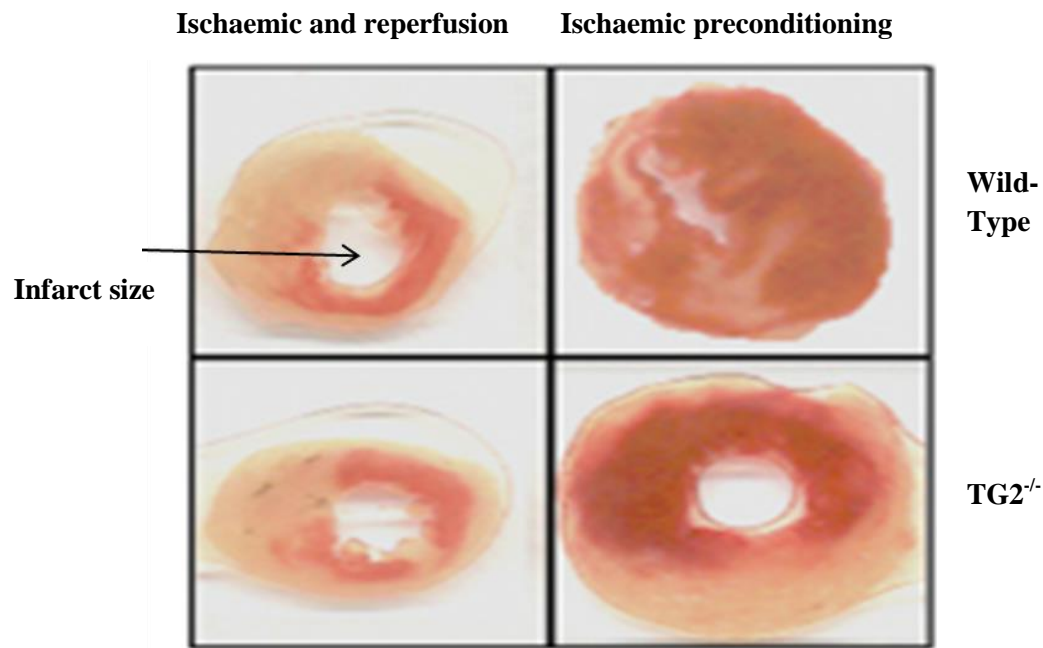 Ischaemic and reperfusion
Ischaemic preconditioning
Wild-
Type
Infarct size
TG2-/-